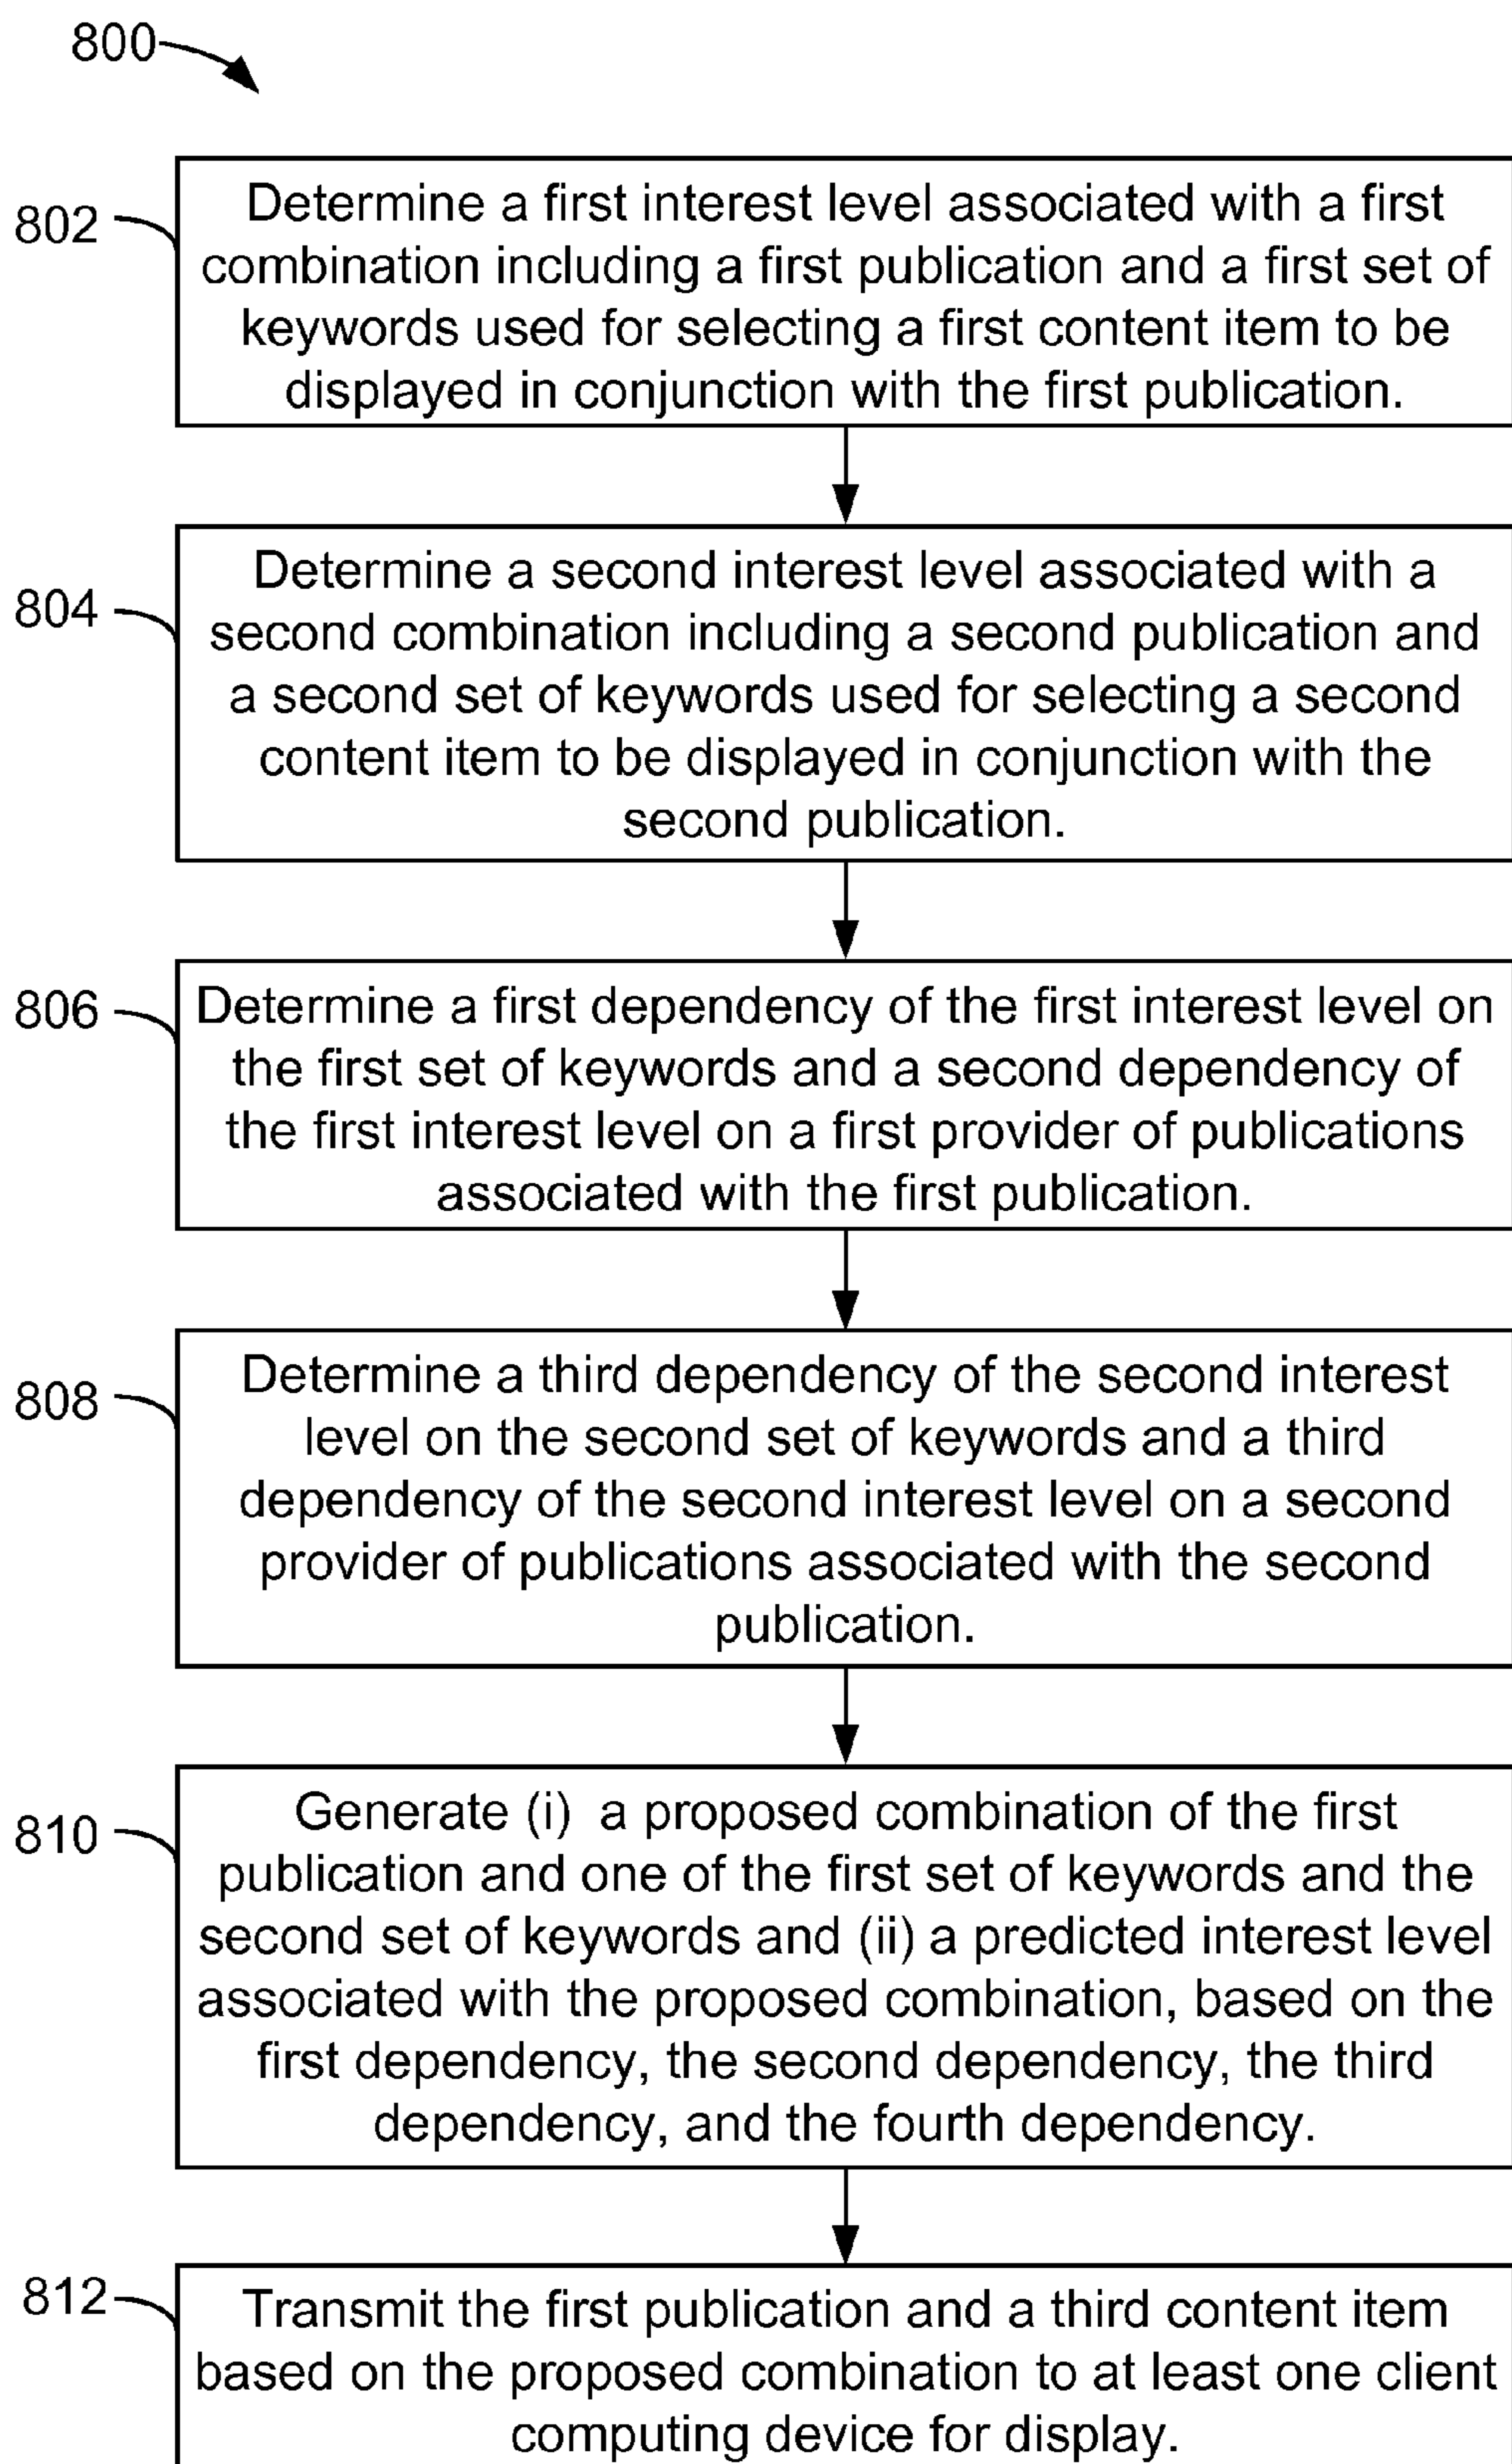 800
802
Determine a first interest level associated with a first
combination including a first publication and a first set of
keywords used for selecting a first content item to be
displayed in conjunction with the first publication.
804
Determine a second interest level associated with a
second combination including a second publication and
a second set of keywords used for selecting a second
content item to be displayed in conjunction with the
second publication.
806
Determine a first dependency of the first interest level on
the first set of keywords and a second dependency of
the first interest level on a first provider of publications
associated with the first publication.
808
Determine a third dependency of the second interest
level on the second set of keywords and a third
dependency of the second interest level on a second
provider of publications associated with the second
publication.
810
Generate (i) a proposed combination of the first
publication and one of the first set of keywords and the
second set of keywords and (ii) a predicted interest level
associated with the proposed combination, based on the
first dependency, the second dependency, the third
dependency, and the fourth dependency.
812
Transmit the first publication and a third content item
based on the proposed combination to at least one client
computing device for display.